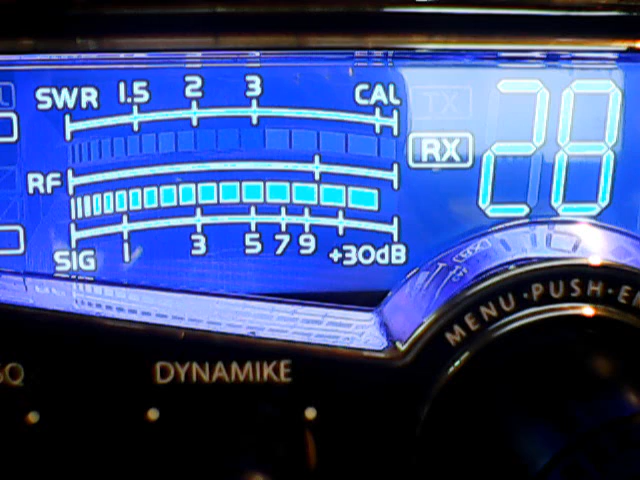 SWR 1.5 2 3 CAL
TX
28
RX
RF
1 3 5 7 9 +30dB
SIG
MENU·PUSH·E
DYNAMIKE